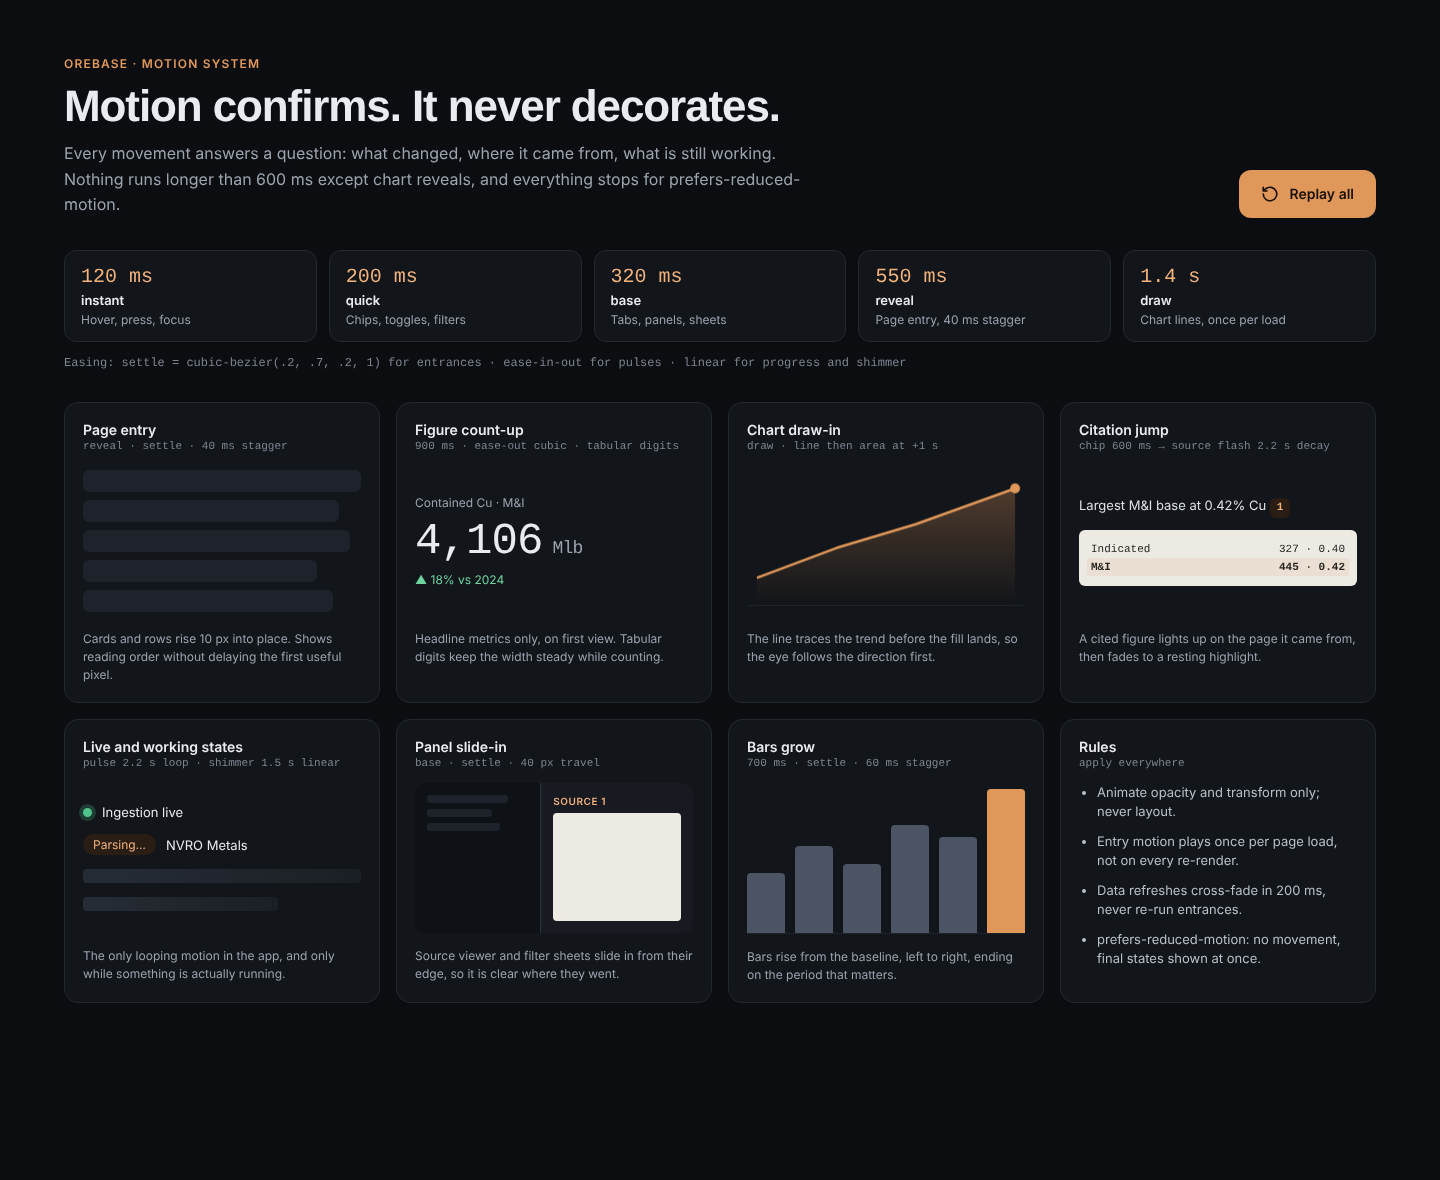 OREBASE · MOTION SYSTEM
Motion confirms. It never decorates.
Every movement answers a question: what changed, where it came from, what is still working.
Nothing runs longer than 600 ms except chart reveals, and everything stops for prefers-reduced-
motion.
Replay all
120 ms
instant
Hover, press, focus
200 ms
quick
Chips, toggles, filters
320 ms
base
Tabs, panels, sheets
550 ms
reveal
Page entry, 40 ms stagger
1.4 s
draw
Chart lines, once per load
Easing: settle = cubic-bezier(.2, .7, .2, 1) for entrances · ease-in-out for pulses · linear for progress and shimmer
Page entry
reveal · settle · 40 ms stagger
Cards and rows rise 10 px into place. Shows
reading order without delaying the first useful
pixel.
Figure count-up
900 ms · ease-out cubic · tabular digits
Contained Cu · M&I
4,106 Mlb
▲ 18% vs 2024
Headline metrics only, on first view. Tabular
digits keep the width steady while counting.
Chart draw-in
draw · line then area at +1 s
The line traces the trend before the fill lands, so
the eye follows the direction first.
Citation jump
chip 600 ms → source flash 2.2 s decay
Largest M&I base at 0.42% Cu 1
Indicated 327 · 0.40
M&I 445 · 0.42
A cited figure lights up on the page it came from,
then fades to a resting highlight.
Live and working states
pulse 2.2 s loop · shimmer 1.5 s linear
Ingestion live
Parsing… NVRO Metals
The only looping motion in the app, and only
while something is actually running.
Panel slide-in
base · settle · 40 px travel
SOURCE 1
Source viewer and filter sheets slide in from their
edge, so it is clear where they went.
Bars grow
700 ms · settle · 60 ms stagger
Bars rise from the baseline, left to right, ending
on the period that matters.
Rules
apply everywhere
• Animate opacity and transform only;
never layout.
• Entry motion plays once per page load,
not on every re-render.
• Data refreshes cross-fade in 200 ms,
never re-run entrances.
• prefers-reduced-motion: no movement,
final states shown at once.